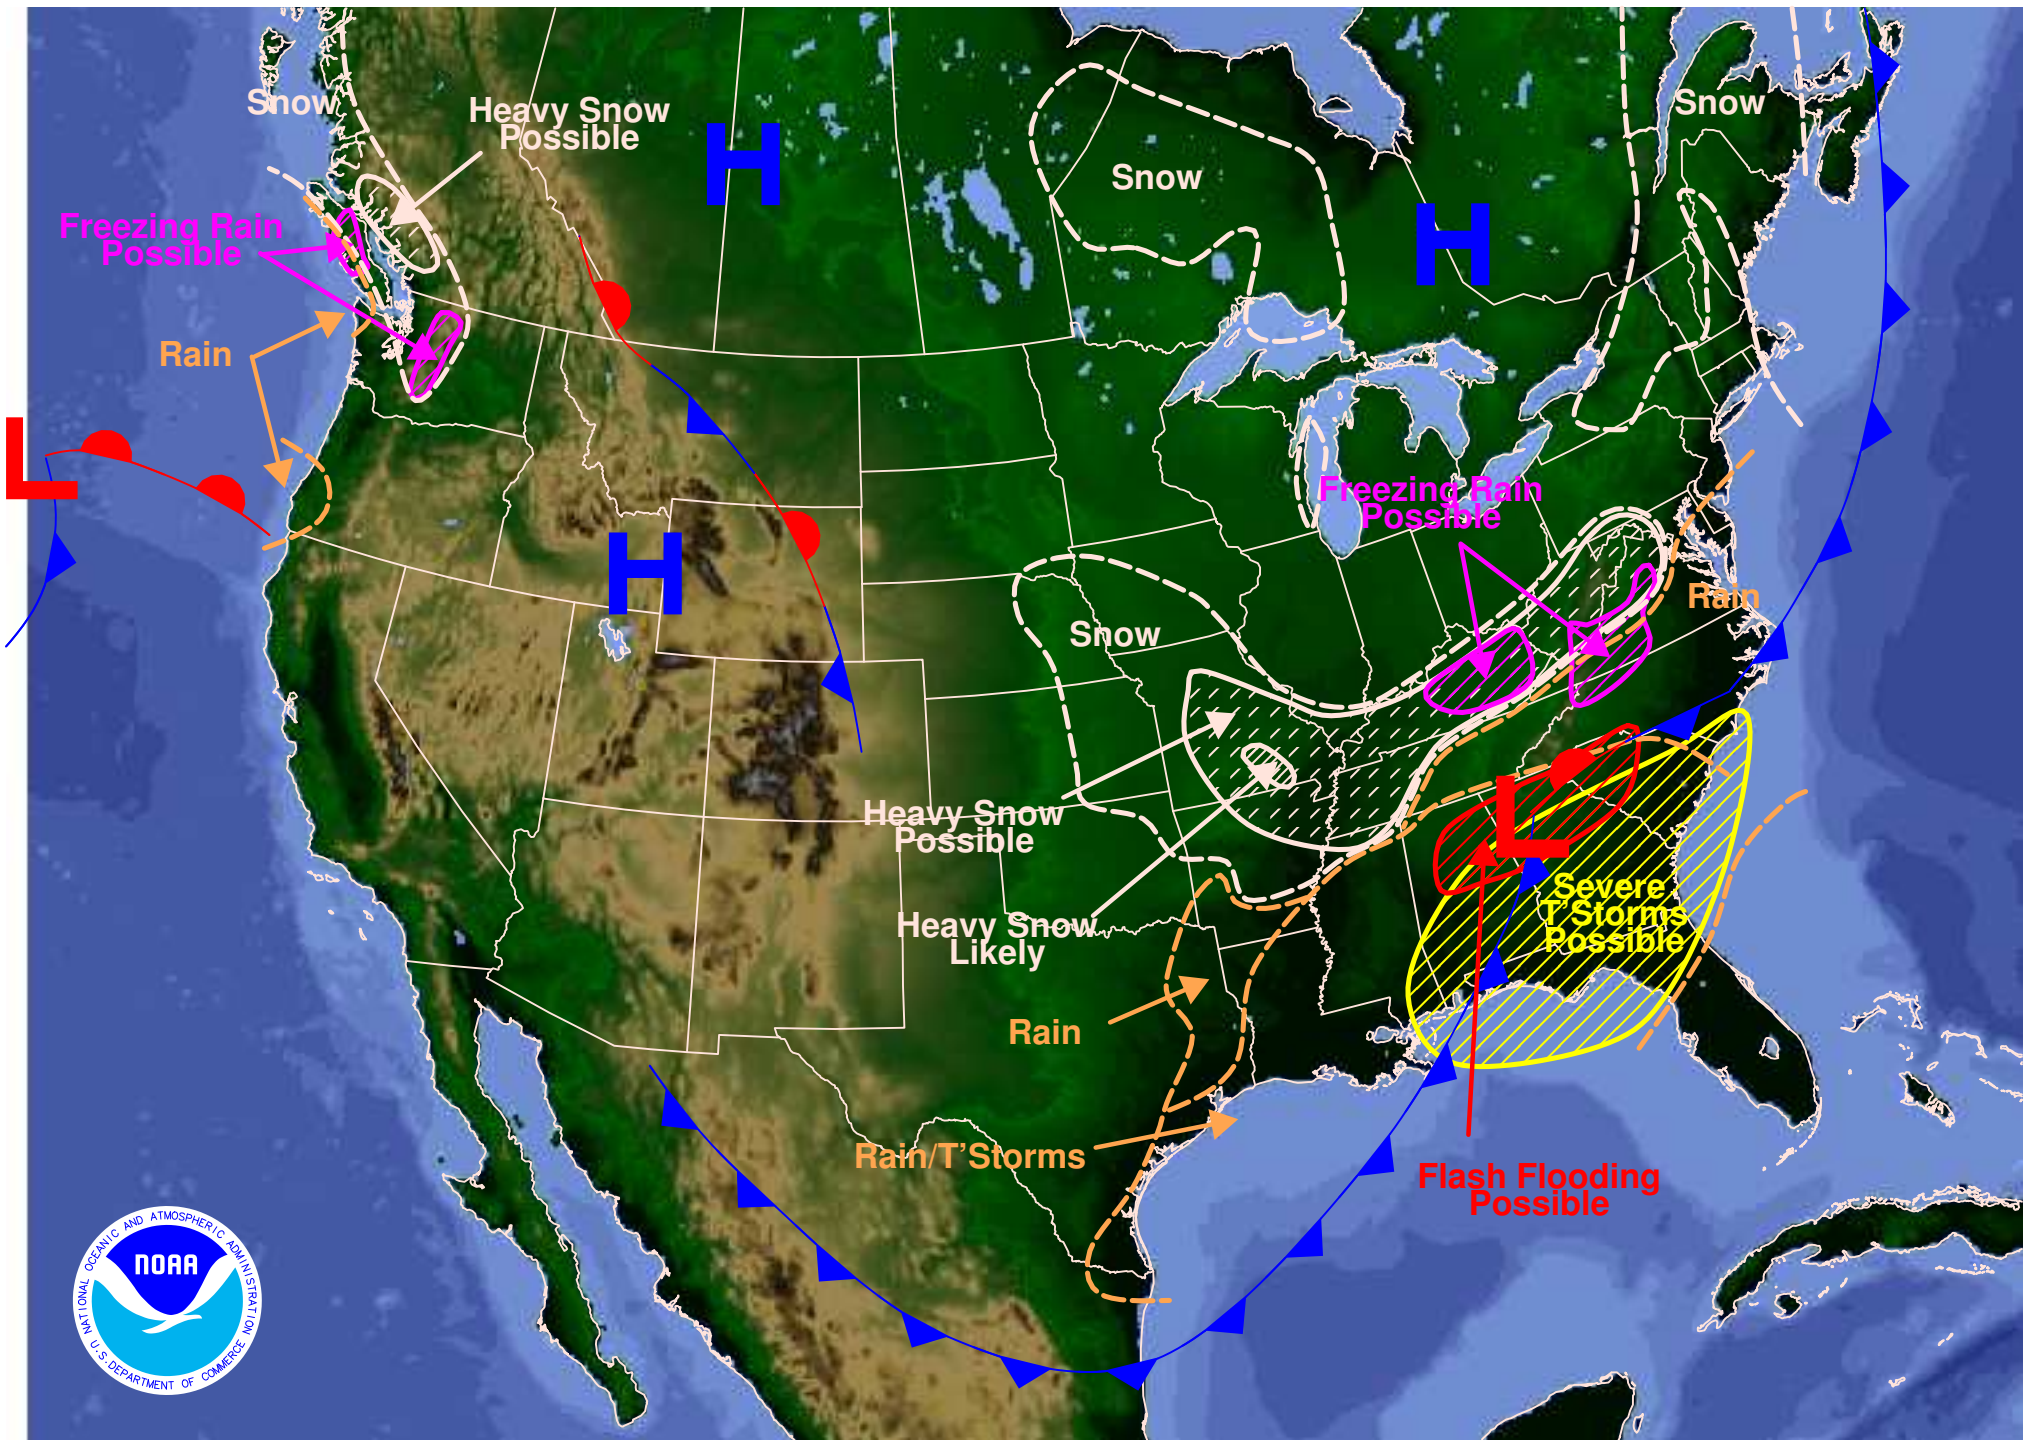 Snow
Heavy Snow
Possible
Snow
H
Snow
Freezing Rain
Possible
H
Rain
L
Freezing Rain
Possible
H
Rain
Snow
Heavy Snow
Possible
L
Severe
T'Storms
Possible
Heavy Snow
Likely
Rain
Rain/T'Storms
Flash Flooding
Possible
NATIONAL OCEANIC AND ATMOSPHERIC ADMINISTRATION
NOAA
U.S. DEPARTMENT OF COMMERCE